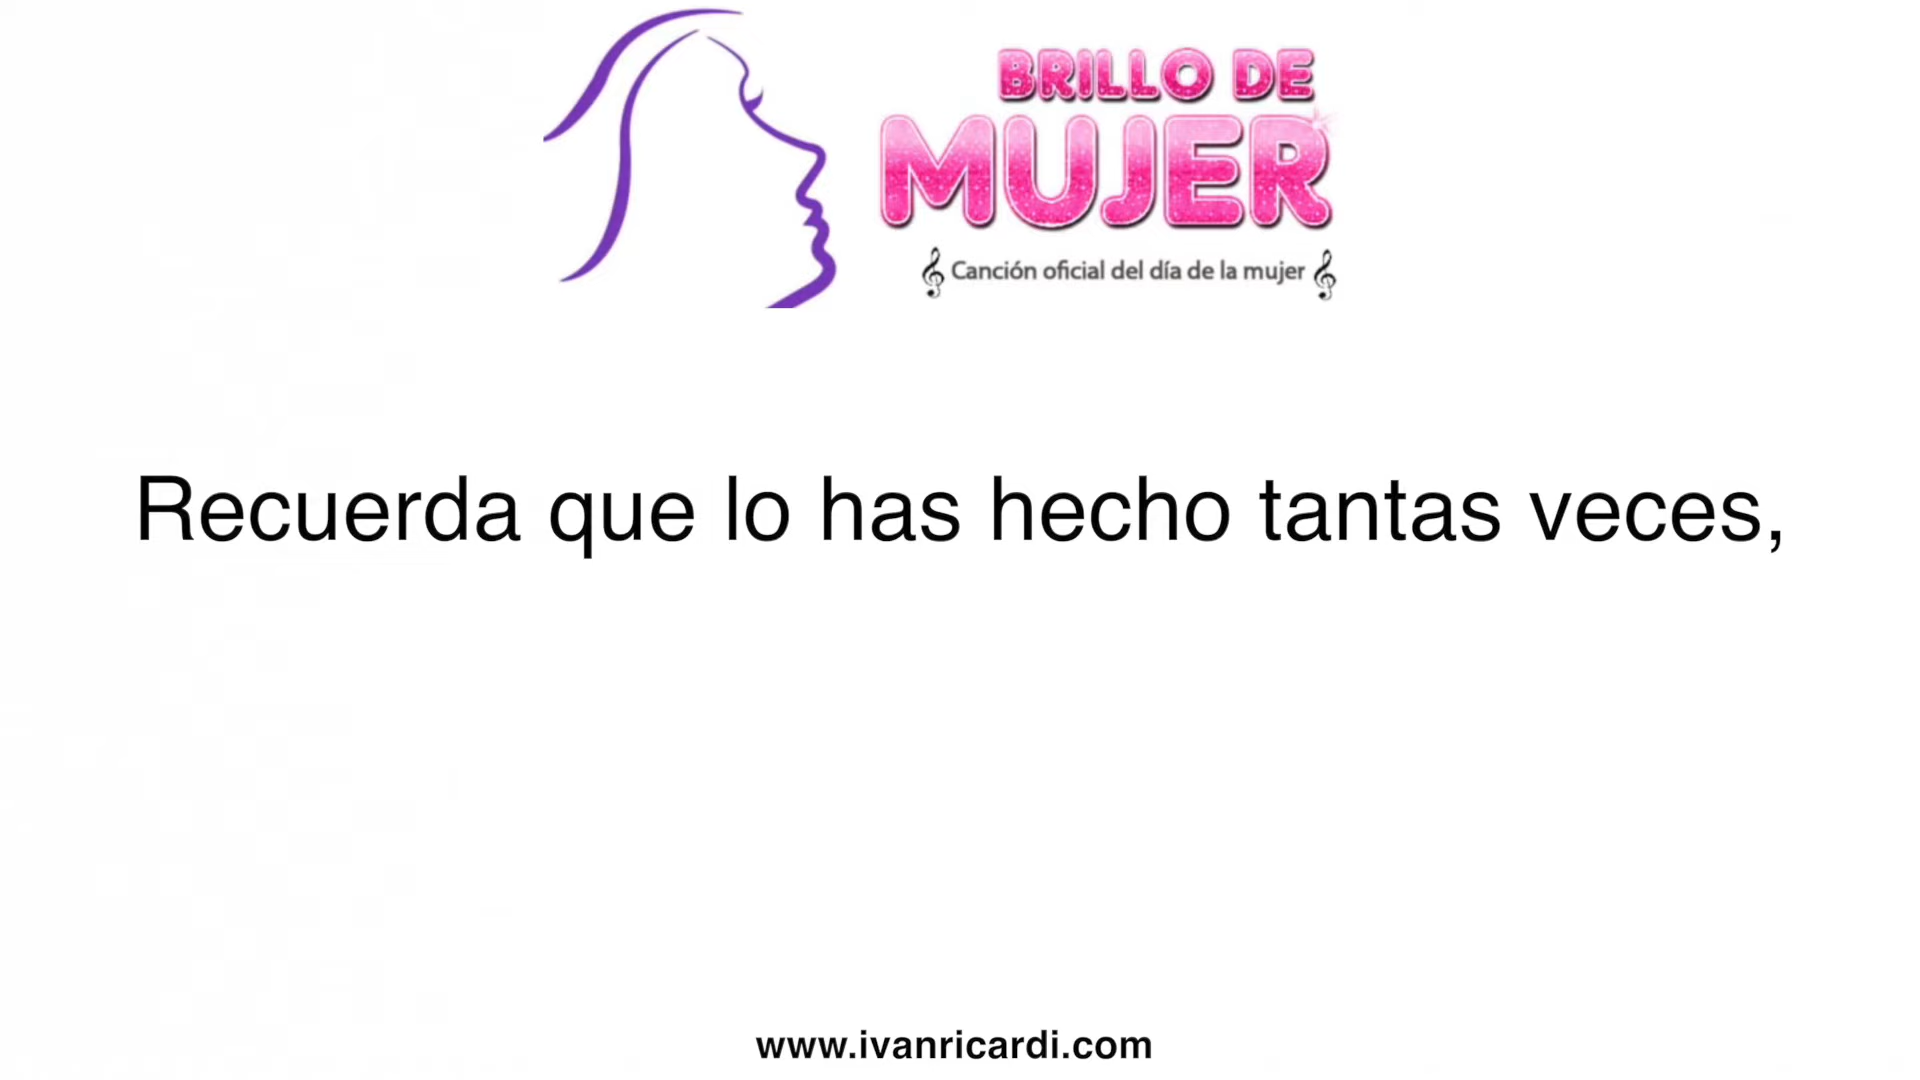 BRILLO DE
MUJER
Canción oficial del día de la mujer
Recuerda que lo has hecho tantas veces,
www.ivanricardi.com